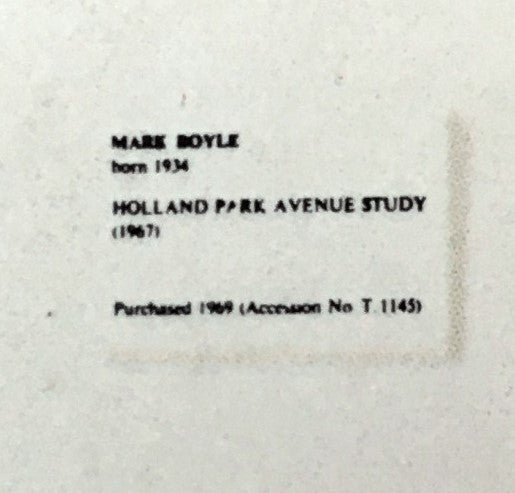 MARK BOYLE
born 1934
HOLLAND PARK AVENUE STUDY
(1967)
Purchased 1969 (Accession No T.1145)